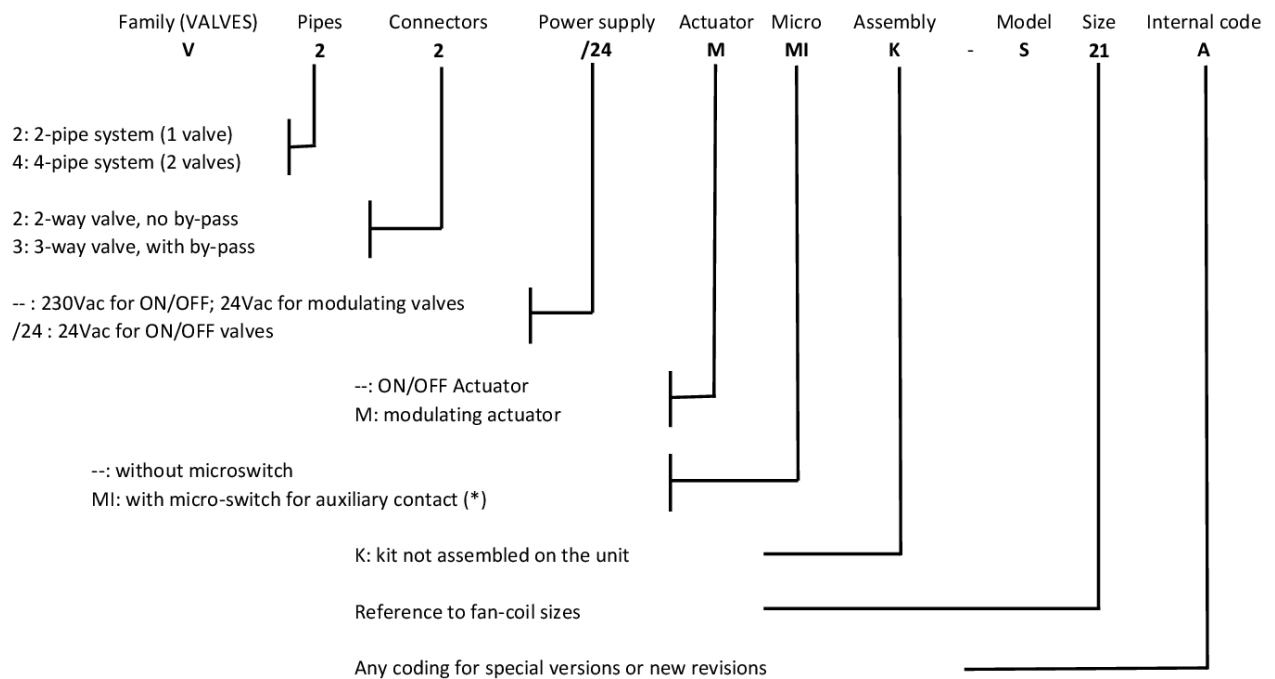 Family (VALVES) Pipes Connectors Power supply Actuator Micro Assembly Model Size Internal code
V 2 2 /24 M MI K - S 21 A
2: 2-pipe system (1 valve)
4: 4-pipe system (2 valves)
2: 2-way valve, no by-pass
3: 3-way valve, with by-pass
-- : 230Vac for ON/OFF; 24Vac for modulating valves
/24 : 24Vac for ON/OFF valves
--: ON/OFF Actuator
M: modulating actuator
--: without microswitch
MI: with micro-switch for auxiliary contact (*)
K: kit not assembled on the unit
Reference to fan-coil sizes
Any coding for special versions or new revisions